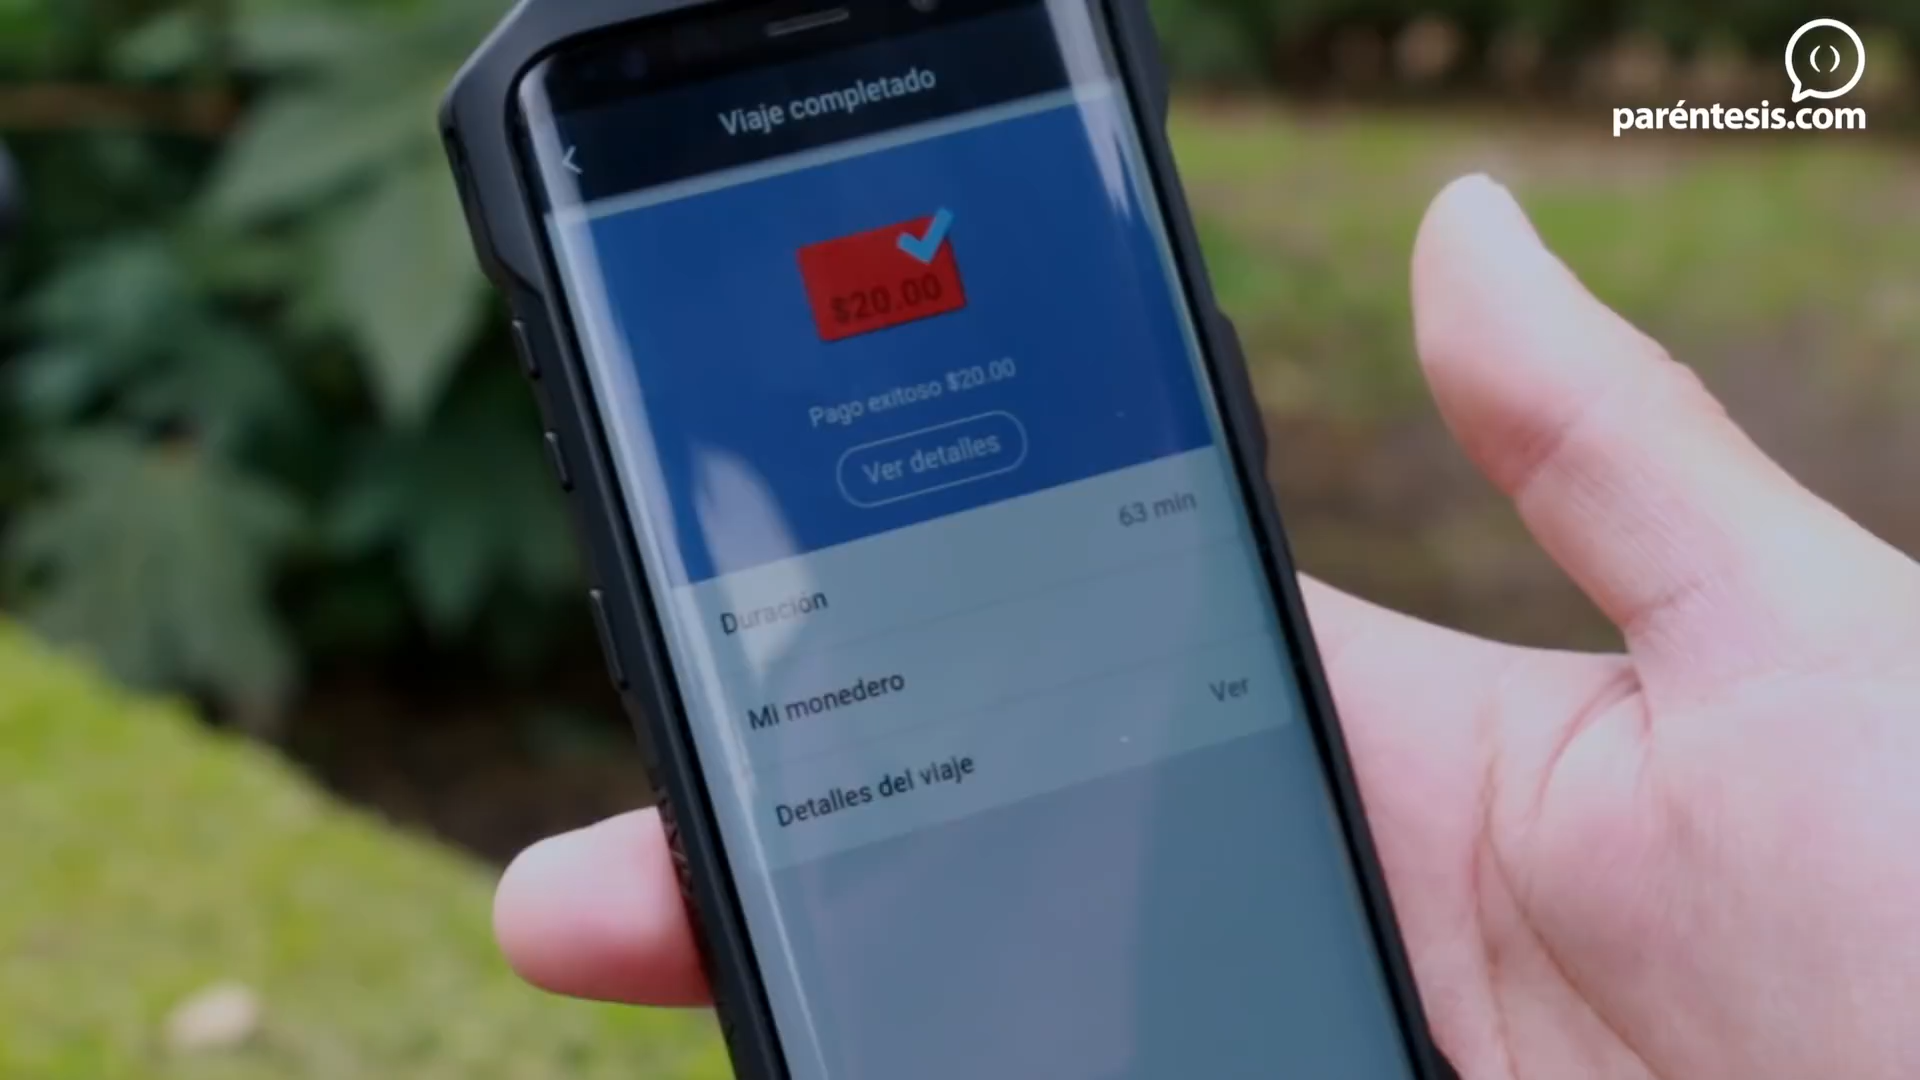 paréntesis.com
Viaje completado
$20.00
Pago exitoso $20.00
Ver detalles
63 min
Duración
Mi monedero
Ver
Detalles del viaje